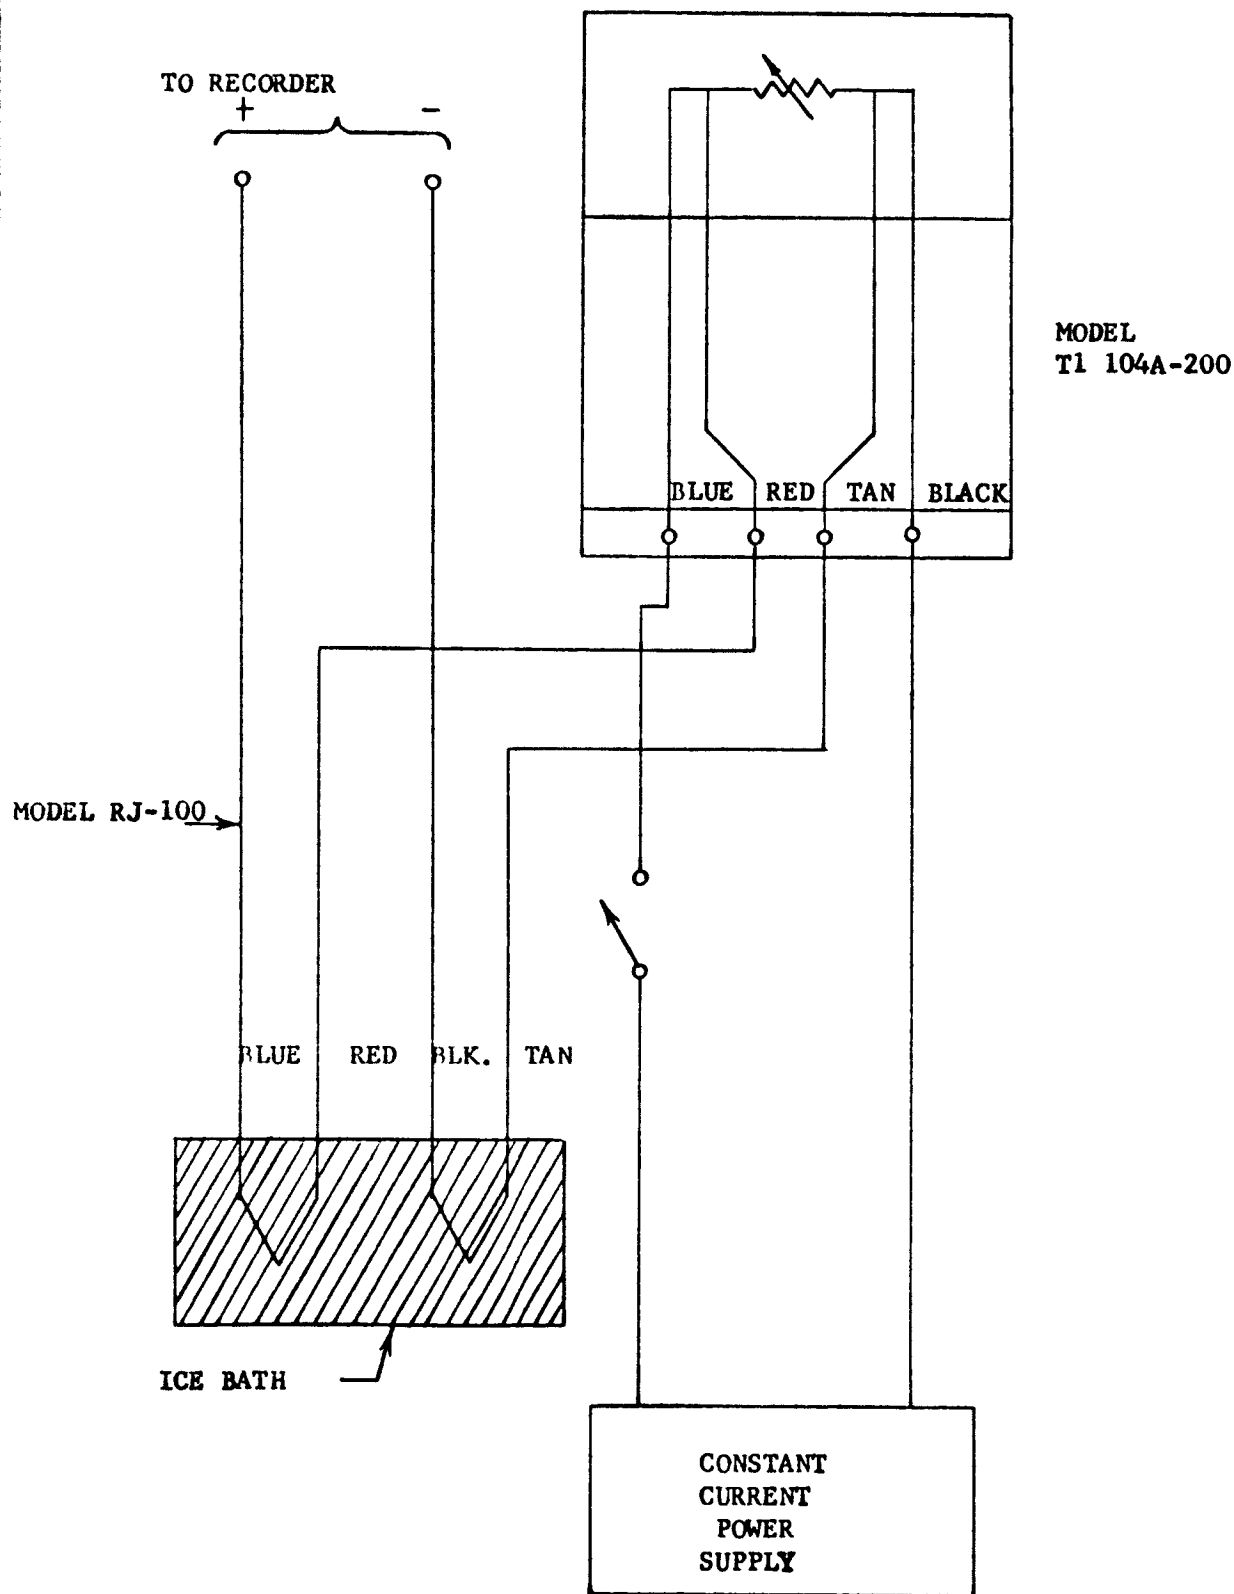 TO RECORDER
+ -
MODEL
T1 104A-200
BLUE RED TAN BLACK
MODEL RJ-100
BLUE RED BLK. TAN
ICE BATH
CONSTANT
CURRENT
POWER
SUPPLY